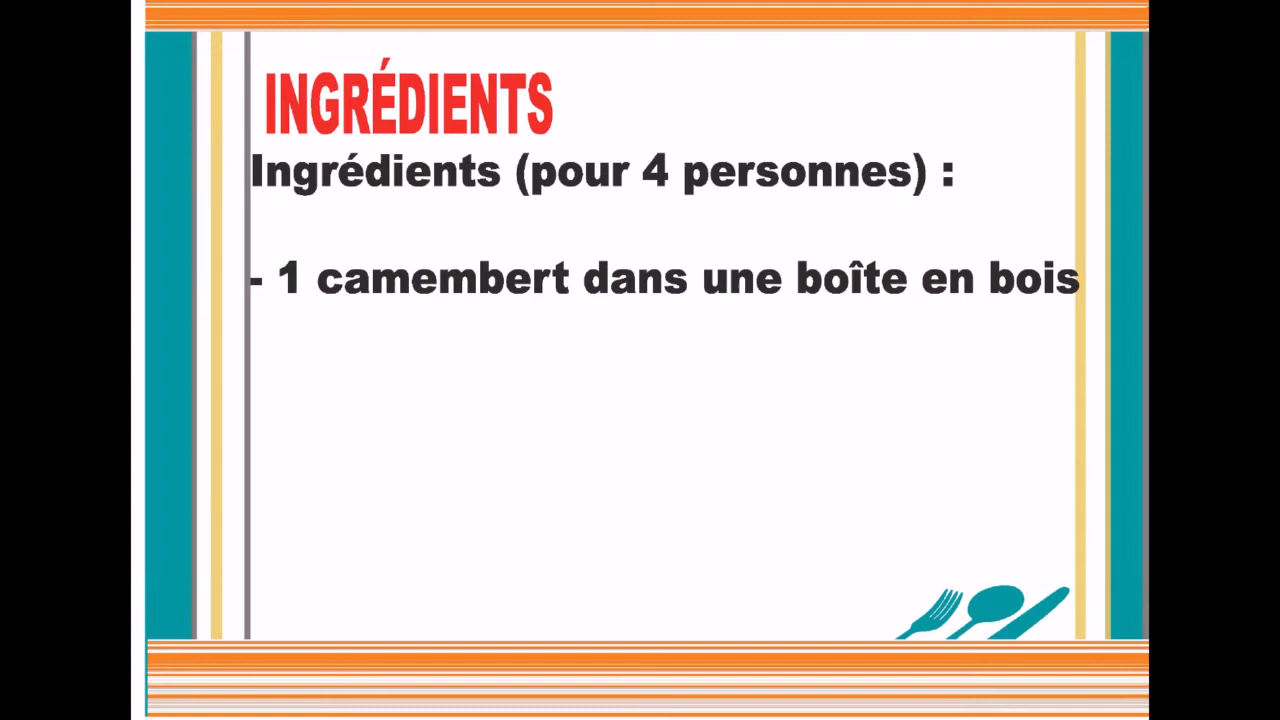 INGRÉDIENTS
Ingrédients (pour 4 personnes) :
- 1 camembert dans une boîte en bois